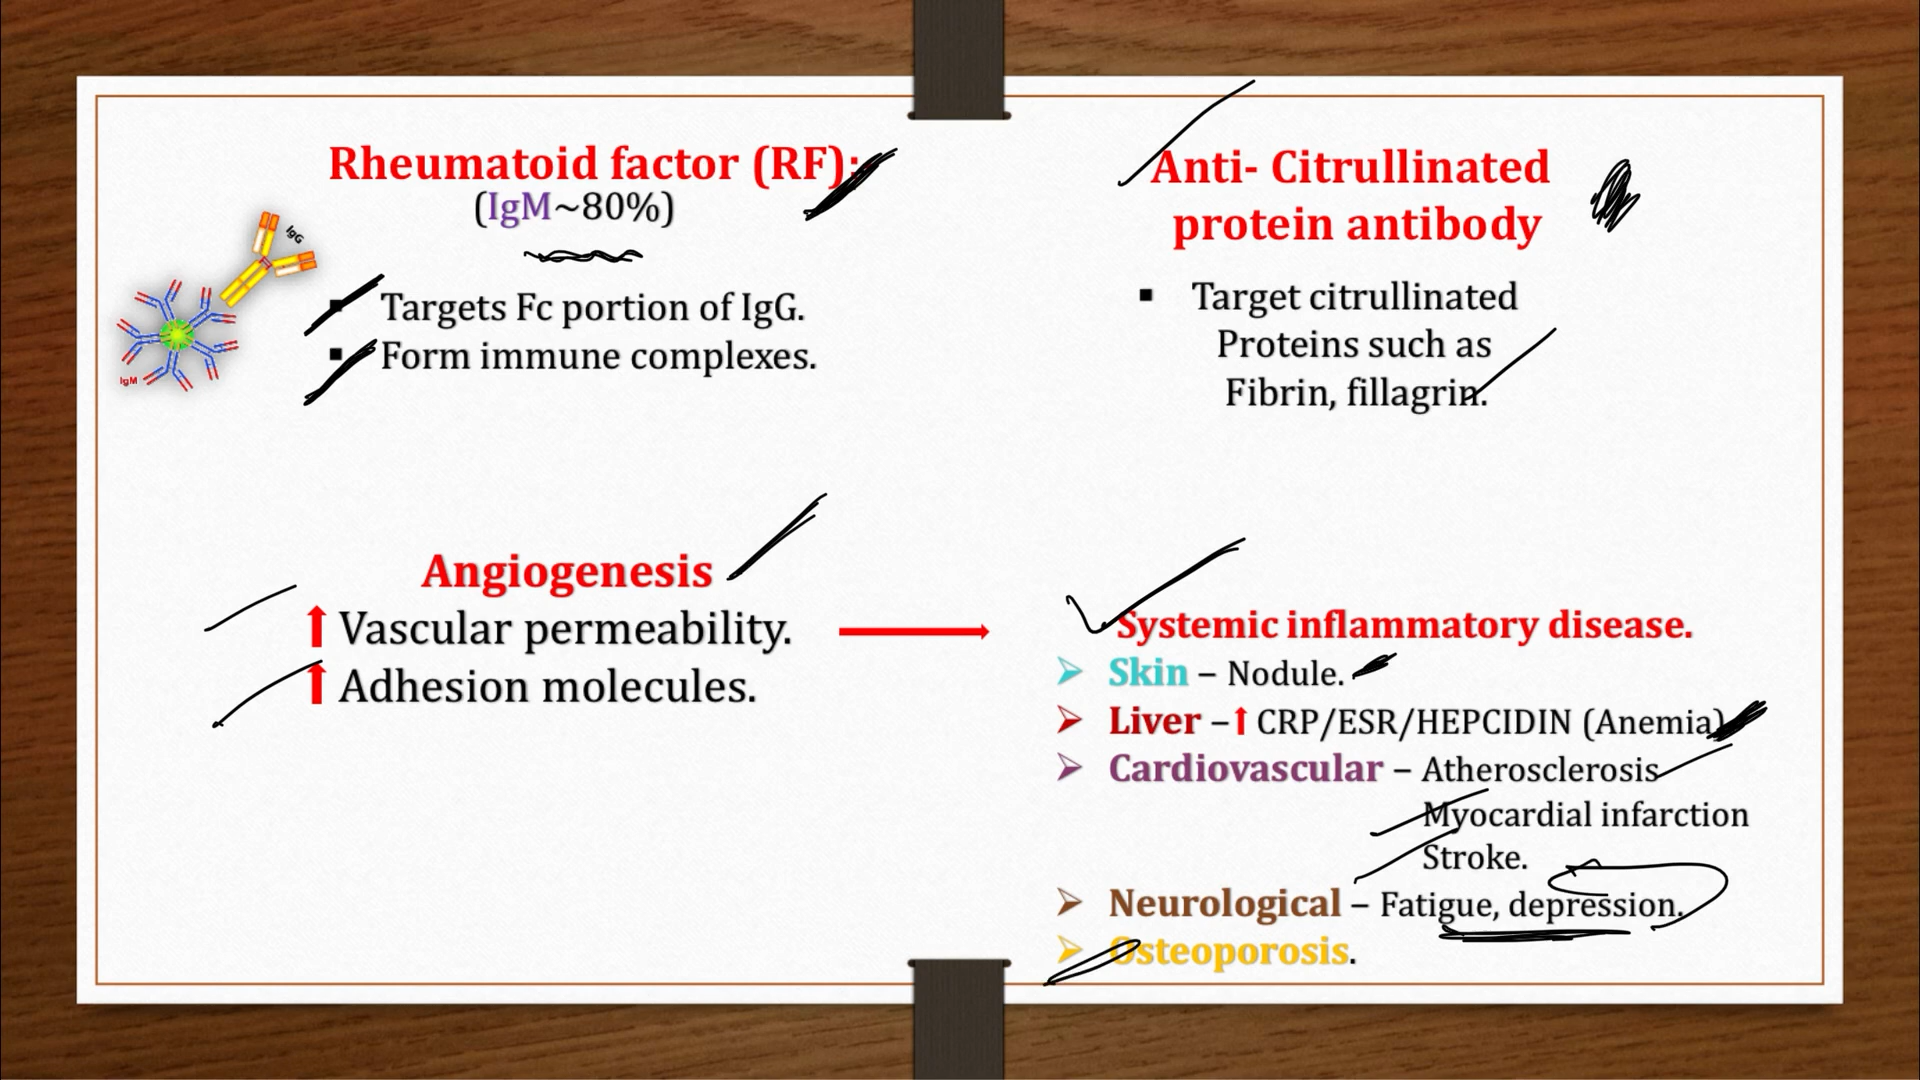 Rheumatoid factor (RF):
(IgM~80%)
IgG
IgM
▪ Targets Fc portion of IgG.
▪ Form immune complexes.
Anti- Citrullinated
protein antibody
▪ Target citrullinated
Proteins such as
Fibrin, fillagrin.
Angiogenesis
⬆ Vascular permeability.
⬆ Adhesion molecules.
Systemic inflammatory disease.
➢ Skin – Nodule.
➢ Liver –⬆ CRP/ESR/HEPCIDIN (Anemia)
➢ Cardiovascular – Atherosclerosis
Myocardial infarction
Stroke.
➢ Neurological – Fatigue, depression.
➢ Osteoporosis.